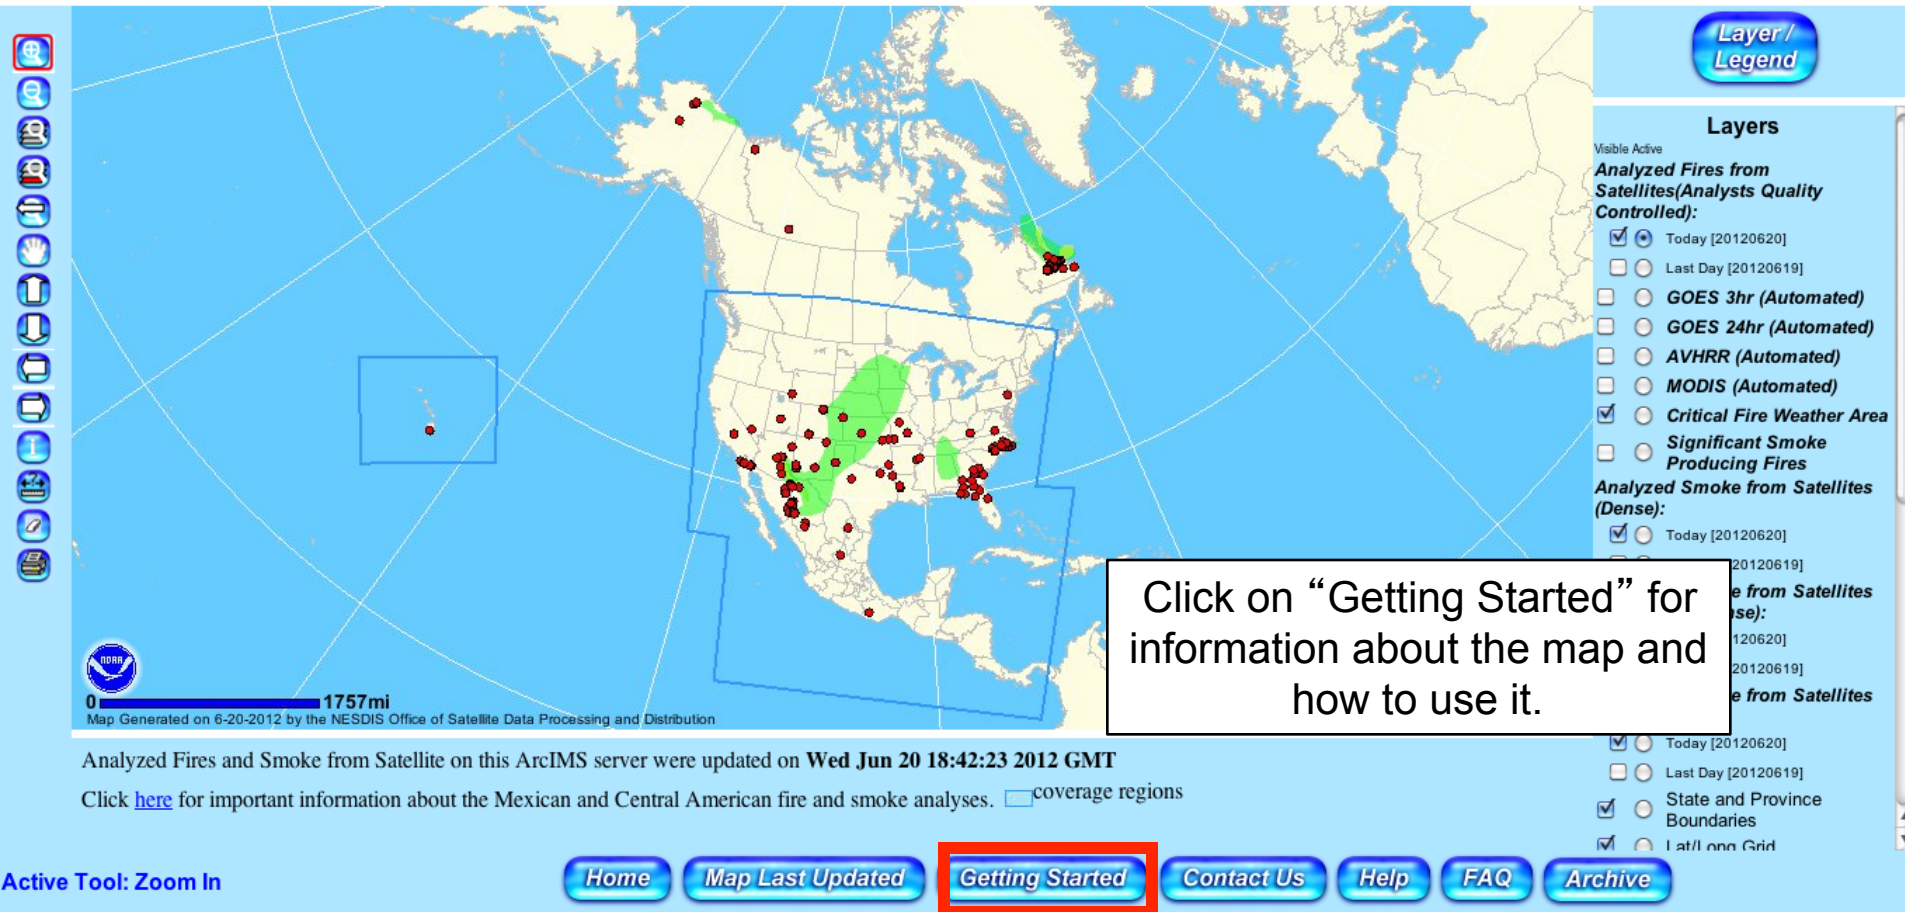 Layer /
Legend
Layers
Visible Active
Analyzed Fires from
Satellites(Analysts Quality
Controlled):
Today [20120620]
Last Day [20120619]
GOES 3hr (Automated)
GOES 24hr (Automated)
AVHRR (Automated)
MODIS (Automated)
Critical Fire Weather Area
Significant Smoke
Producing Fires
Analyzed Smoke from Satellites
(Dense):
Today [20120620]
20120619]
from Satellites
120620]
20120619]
from Satellites
Today [20120620]
Last Day [20120619]
State and Province
Boundaries
Lat/Long Grid
Click on “Getting Started” for
information about the map and
how to use it.
NOAA
0 1757mi
Map Generated on 6-20-2012 by the NESDIS Office of Satellite Data Processing and Distribution
Analyzed Fires and Smoke from Satellite on this ArcIMS server were updated on Wed Jun 20 18:42:23 2012 GMT
Click here for important information about the Mexican and Central American fire and smoke analyses. coverage regions
Active Tool: Zoom In
Home
Map Last Updated
Getting Started
Contact Us
Help
FAQ
Archive